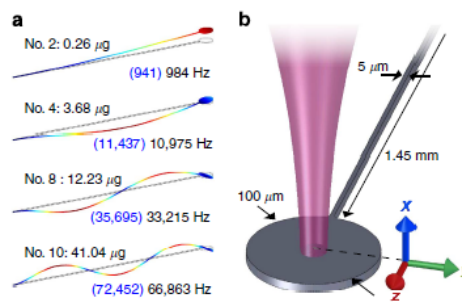 a
No. 2: 0.26 μg
(941) 984 Hz
No. 4: 3.68 μg
(11,437) 10,975 Hz
No. 8 : 12.23 μg
(35,695) 33,215 Hz
No. 10: 41.04 μg
(72,452) 66,863 Hz
b
5 μm
1.45 mm
100 μm
x
z